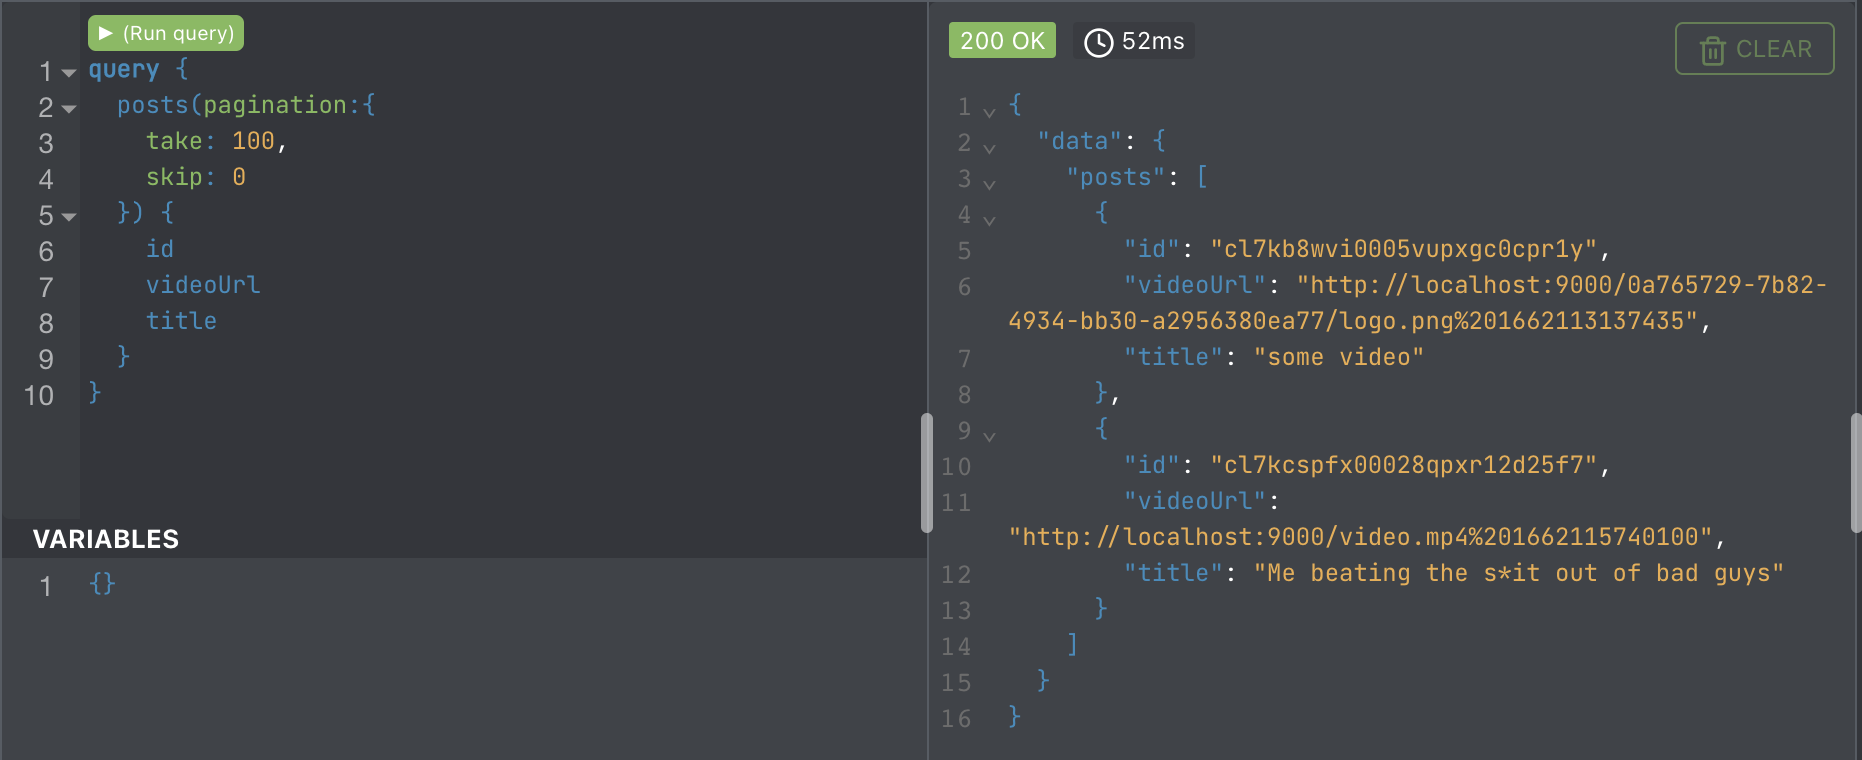 (Run query)
1 query {
2 posts(pagination:{
3 take: 100,
4 skip: 0
5 }) {
6 id
7 videoUrl
8 title
9 }
10 }
VARIABLES
1 {}
200 OK 52ms CLEAR
1 {
2 "data": {
3 "posts": [
4 {
5 "id": "cl7kb8wvi0005vupxgc0cpr1y",
6 "videoUrl": "http://localhost:9000/0a765729-7b82-
4934-bb30-a2956380ea77/logo.png%201662113137435",
7 "title": "some video"
8 },
9 {
10 "id": "cl7kcspfx00028qpxr12d25f7",
11 "videoUrl":
"http://localhost:9000/video.mp4%201662115740100",
12 "title": "Me beating the s*it out of bad guys"
13 }
14 ]
15 }
16 }